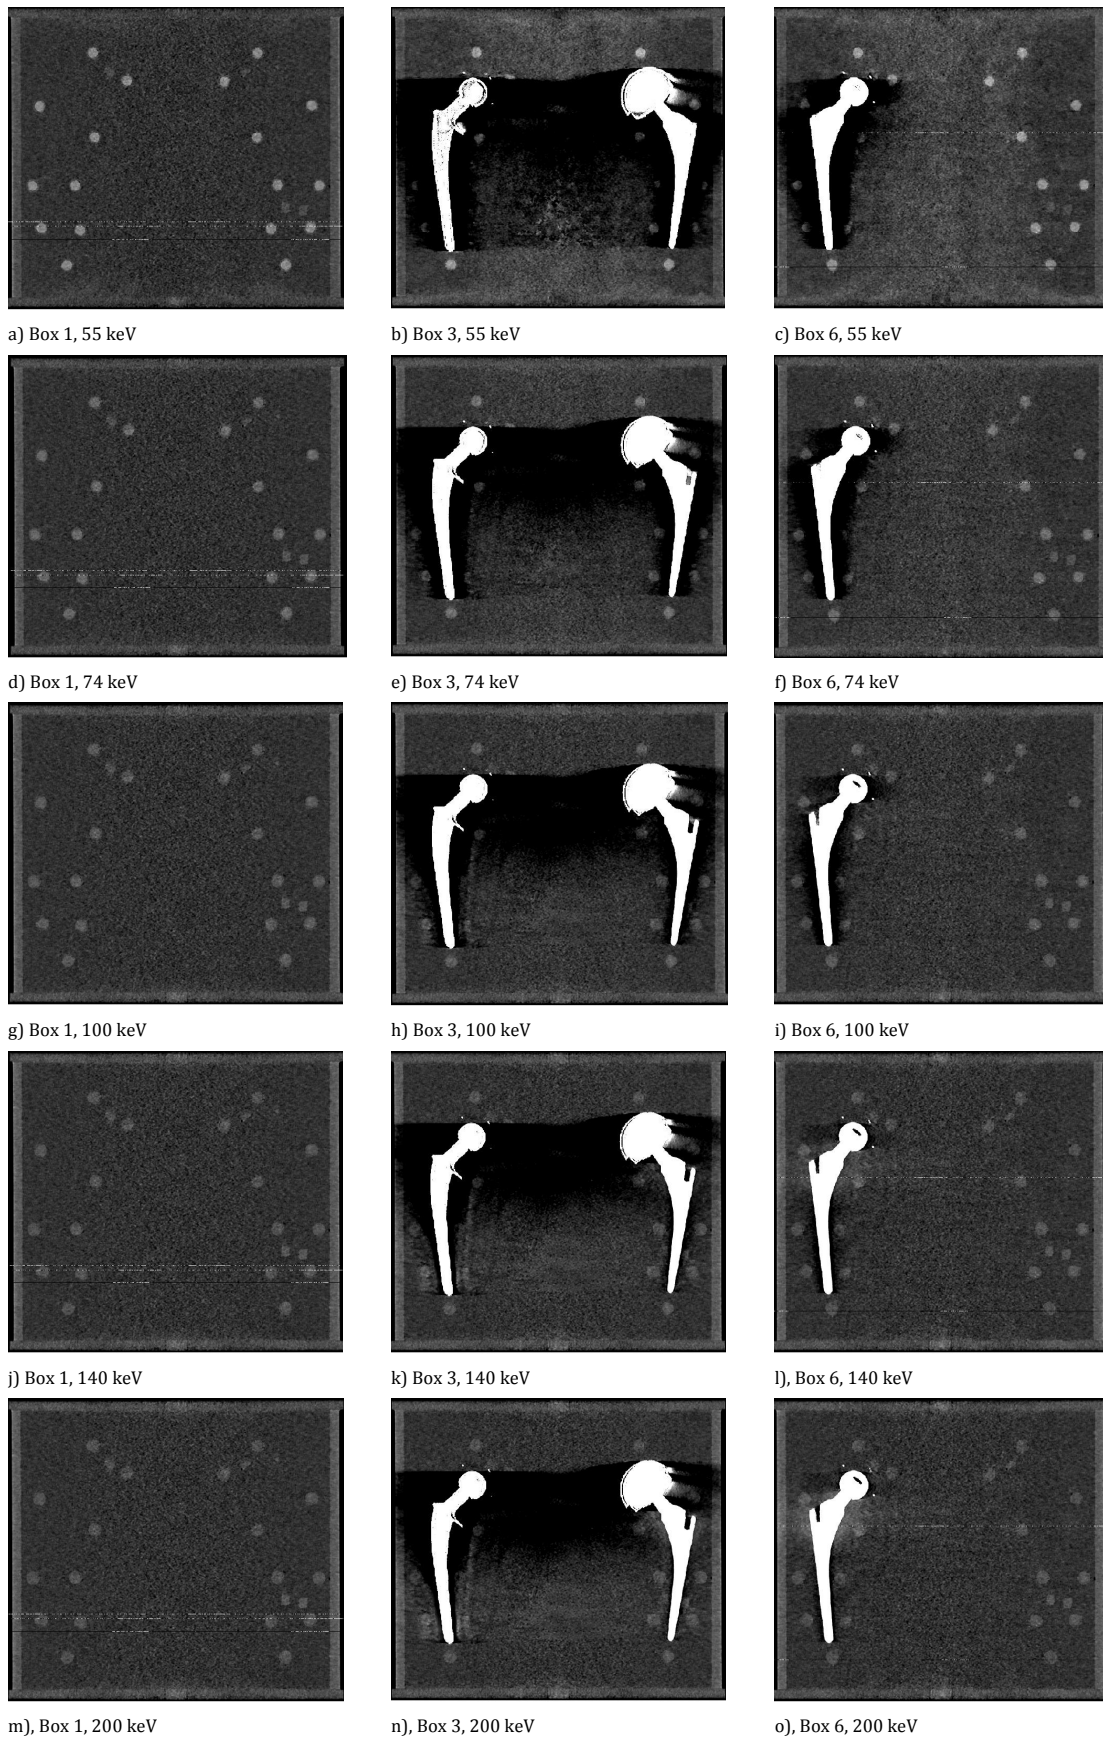 a) Box 1, 55 keV
b) Box 3, 55 keV
c) Box 6, 55 keV
d) Box 1, 74 keV
e) Box 3, 74 keV
f) Box 6, 74 keV
g) Box 1, 100 keV
h) Box 3, 100 keV
i) Box 6, 100 keV
j) Box 1, 140 keV
k) Box 3, 140 keV
l), Box 6, 140 keV
m), Box 1, 200 keV
n), Box 3, 200 keV
o), Box 6, 200 keV